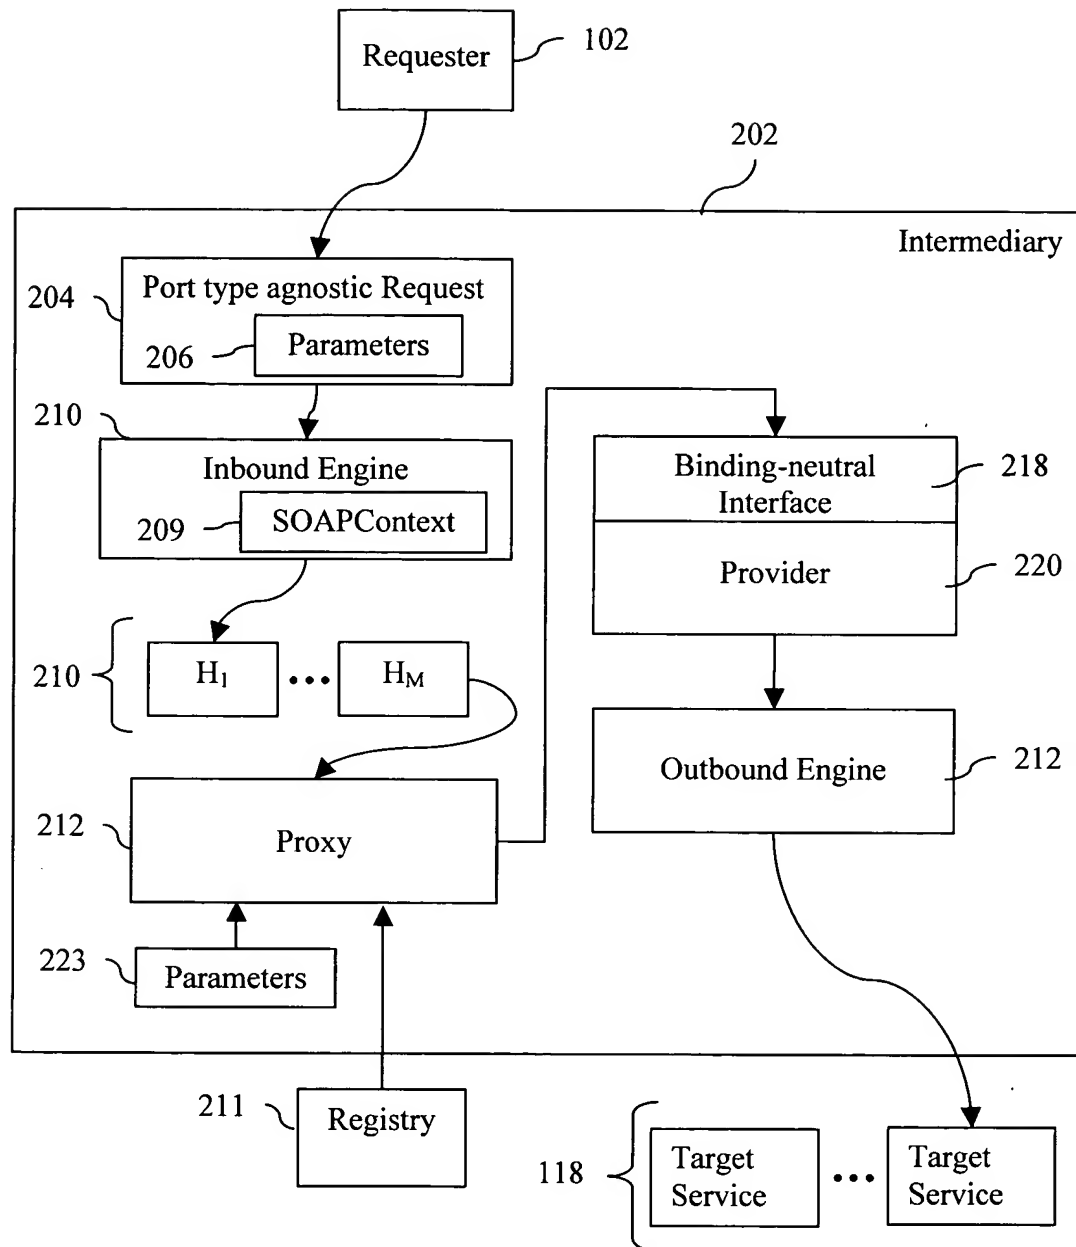 Requester
102
202
Intermediary
204
Port type agnostic Request
206
Parameters
210
Inbound Engine
209
SOAPContext
Binding-neutral
Interface
218
Provider
220
210
H1
•••
HM
Outbound Engine
212
212
Proxy
223
Parameters
211
Registry
118
Target
Service
•••
Target
Service